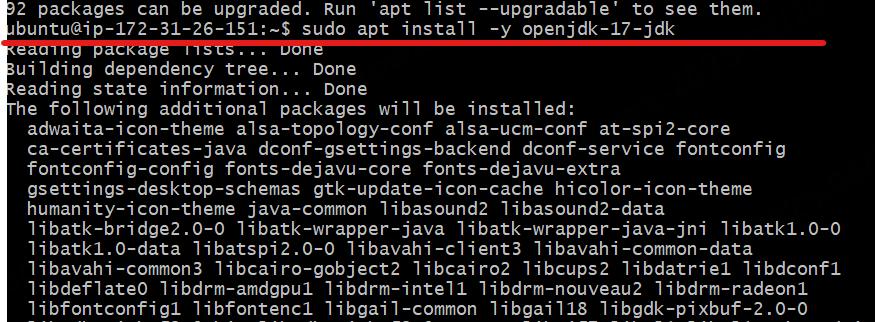 92 packages can be upgraded. Run 'apt list --upgradable' to see them.
ubuntu@ip-172-31-26-151:~$ sudo apt install -y openjdk-17-jdk
Reading package lists... Done
Building dependency tree... Done
Reading state information... Done
The following additional packages will be installed:
  adwaita-icon-theme alsa-topology-conf alsa-ucm-conf at-spi2-core
  ca-certificates-java dconf-gsettings-backend dconf-service fontconfig
  fontconfig-config fonts-dejavu-core fonts-dejavu-extra
  gsettings-desktop-schemas gtk-update-icon-cache hicolor-icon-theme
  humanity-icon-theme java-common libasound2 libasound2-data
  libatk-bridge2.0-0 libatk-wrapper-java libatk-wrapper-java-jni libatk1.0-0
  libatk1.0-data libatspi2.0-0 libavahi-client3 libavahi-common-data
  libavahi-common3 libcairo-gobject2 libcairo2 libcups2 libdatrie1 libdconf1
  libdeflate0 libdrm-amdgpu1 libdrm-intel1 libdrm-nouveau2 libdrm-radeon1
  libfontconfig1 libfontenc1 libgail-common libgail18 libgdk-pixbuf-2.0-0